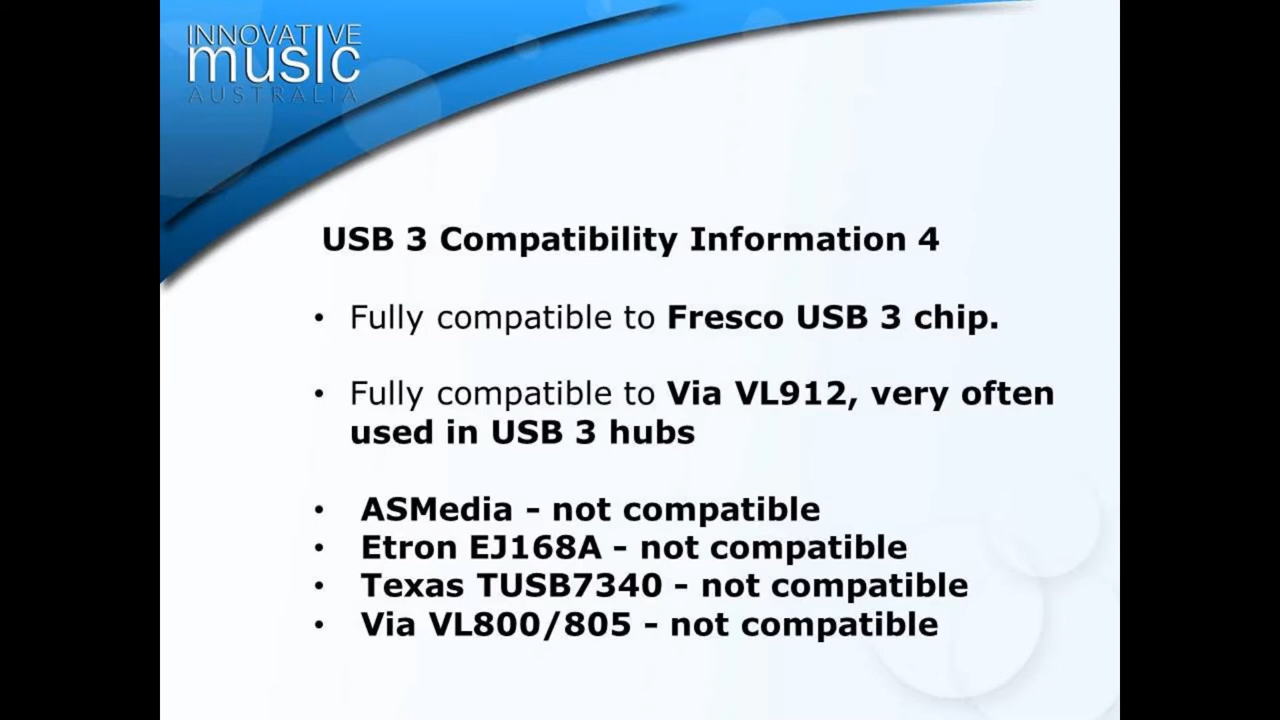 INNOVATIVE
music
AUSTRALIA
USB 3 Compatibility Information 4
• Fully compatible to Fresco USB 3 chip.
• Fully compatible to Via VL912, very often
used in USB 3 hubs
• ASMedia - not compatible
• Etron EJ168A - not compatible
• Texas TUSB7340 - not compatible
• Via VL800/805 - not compatible